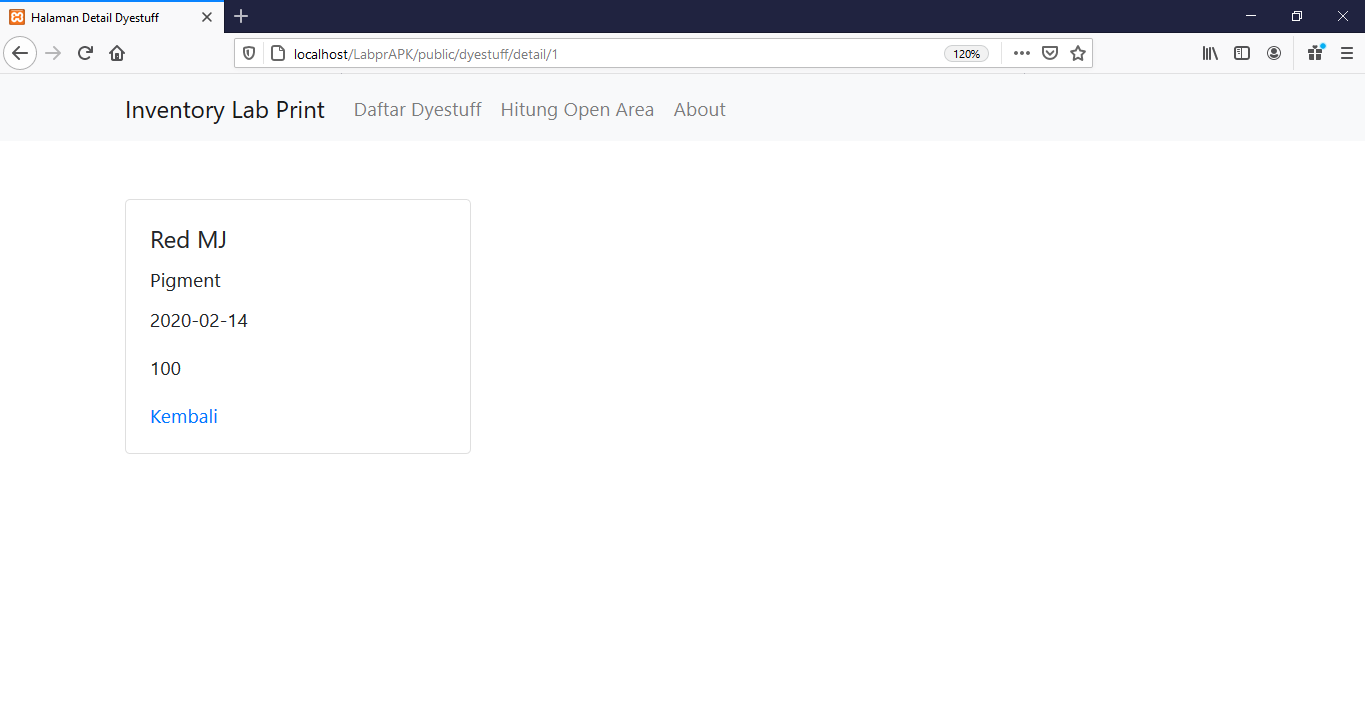 Halaman Detail Dyestuff
localhost/LabprAPK/public/dyestuff/detail/1
120%
Inventory Lab Print Daftar Dyestuff Hitung Open Area About
Red MJ
Pigment
2020-02-14
100
Kembali